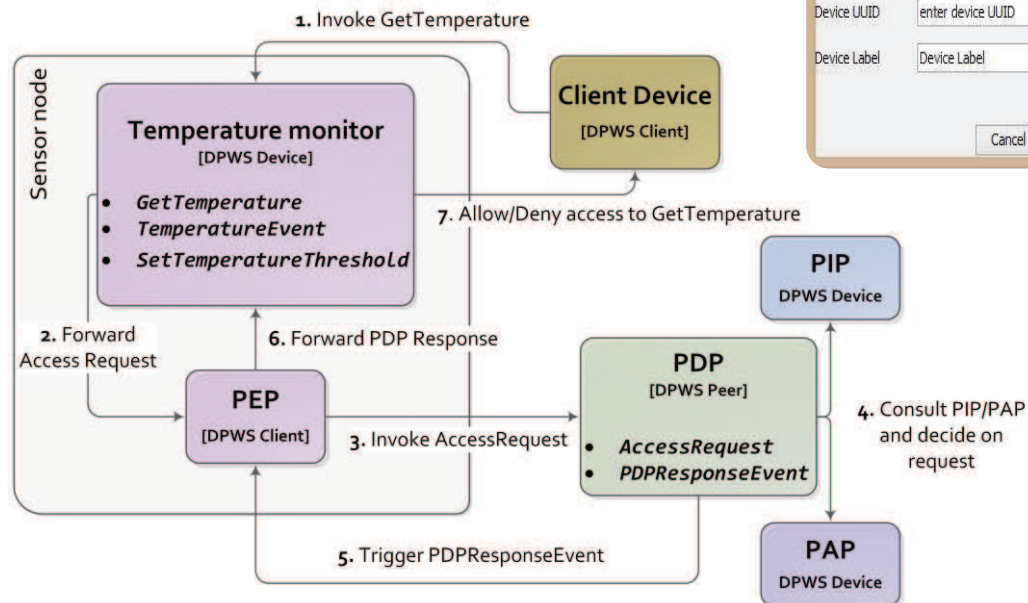 1. Invoke GetTemperature
Device UUID
enter device UUID
Device Label
Device Label
Cancel
Sensor node
Temperature monitor
[DPWS Device]
• GetTemperature
• TemperatureEvent
• SetTemperatureThreshold
Client Device
[DPWS Client]
7. Allow/Deny access to GetTemperature
PIP
DPWS Device
2. Forward
Access Request
6. Forward PDP Response
PEP
[DPWS Client]
3. Invoke AccessRequest
PDP
[DPWS Peer]
• AccessRequest
• PDPResponseEvent
4. Consult PIP/PAP
and decide on
request
5. Trigger PDPResponseEvent
PAP
DPWS Device